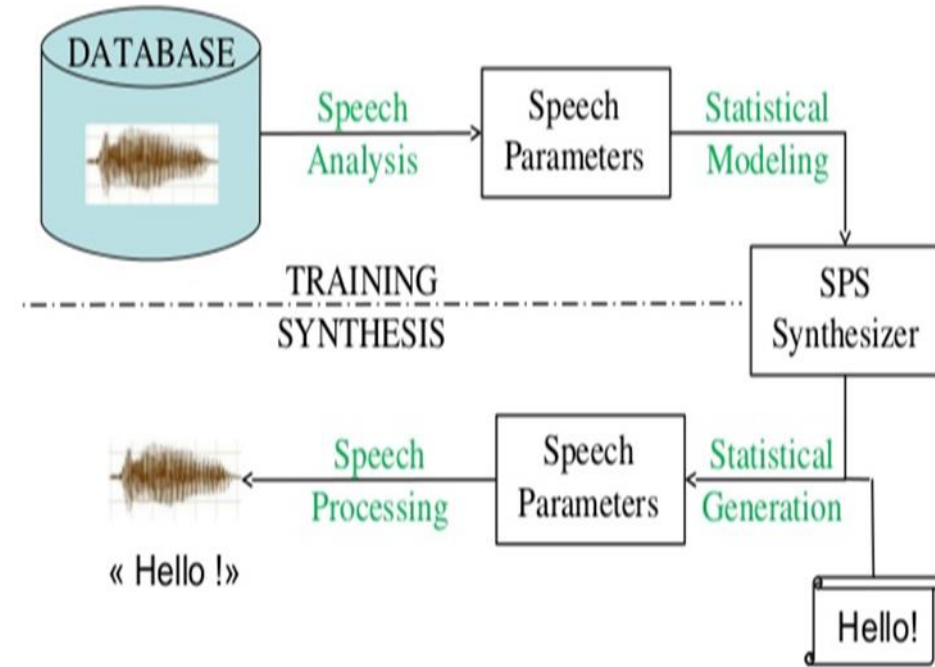 DATABASE
Speech
Analysis
Speech
Parameters
Statistical
Modeling
TRAINING
SYNTHESIS
SPS
Synthesizer
Speech
Processing
Speech
Parameters
Statistical
Generation
« Hello !»
Hello!